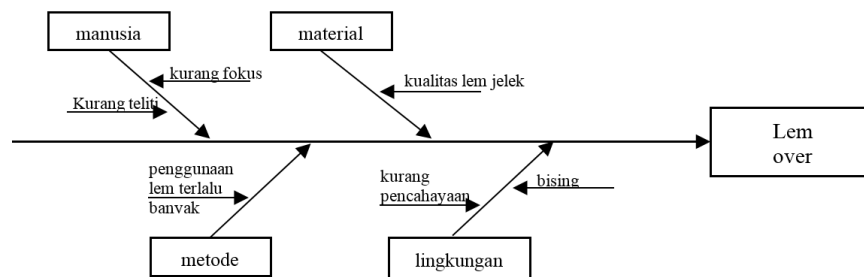 manusia
material
kurang fokus
Kurang teliti
kualitas lem jelek
Lem
over
penggunaan
lem terlalu
banvak
kurang
pencahayaan
bising
metode
lingkungan